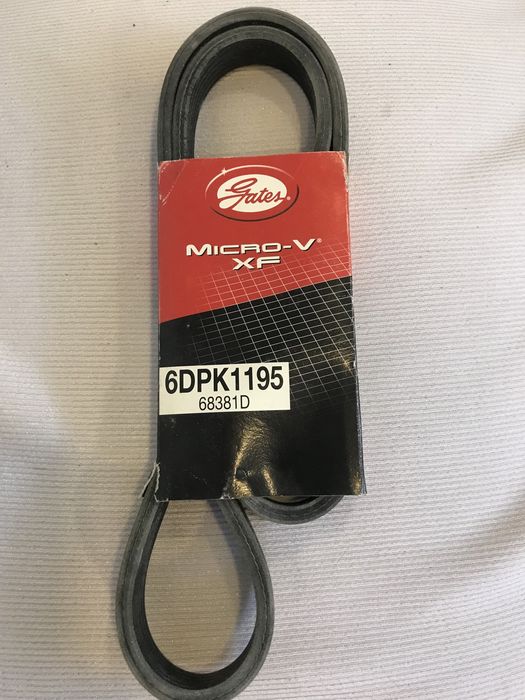 Gates
MICRO-V®
XF
6DPK1195
68381D